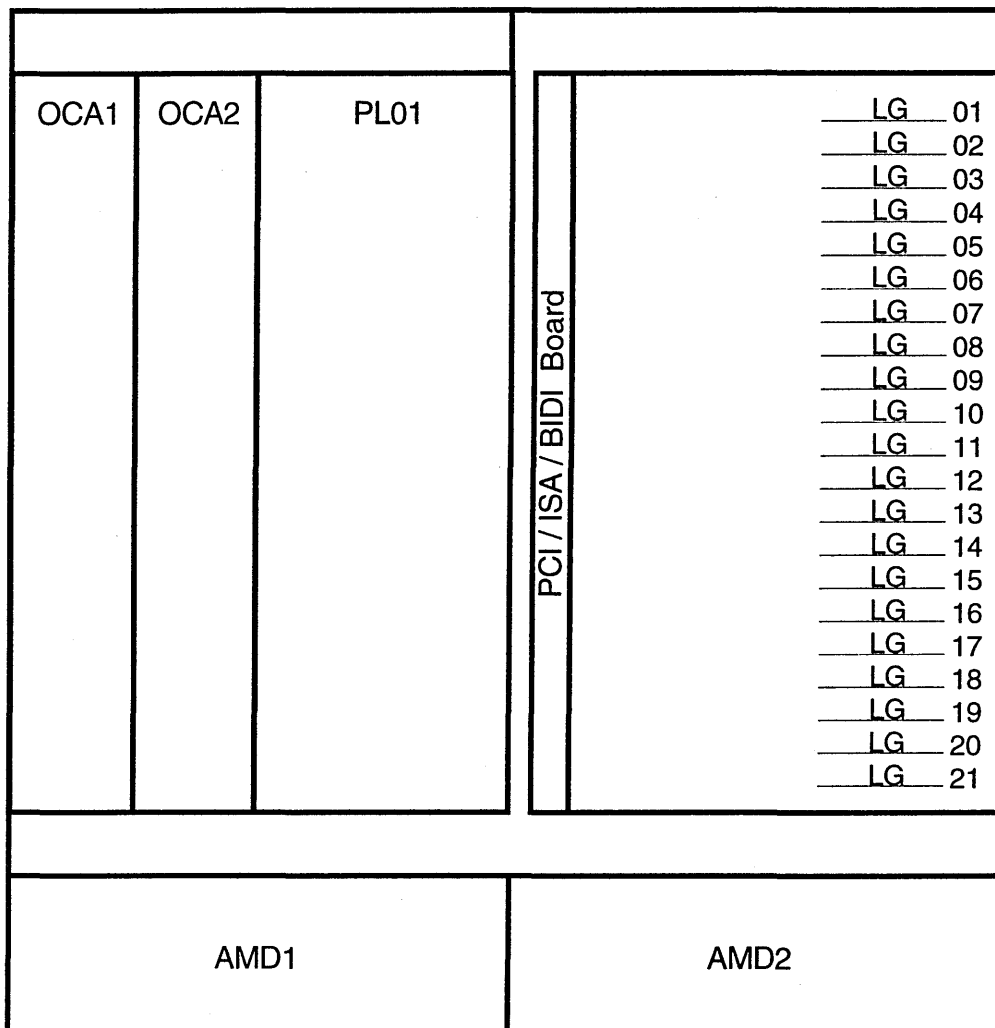 OCA1 OCA2 PL01
PCI / ISA / BIDI Board
LG 01
LG 02
LG 03
LG 04
LG 05
LG 06
LG 07
LG 08
LG 09
LG 10
LG 11
LG 12
LG 13
LG 14
LG 15
LG 16
LG 17
LG 18
LG 19
LG 20
LG 21
AMD1 AMD2